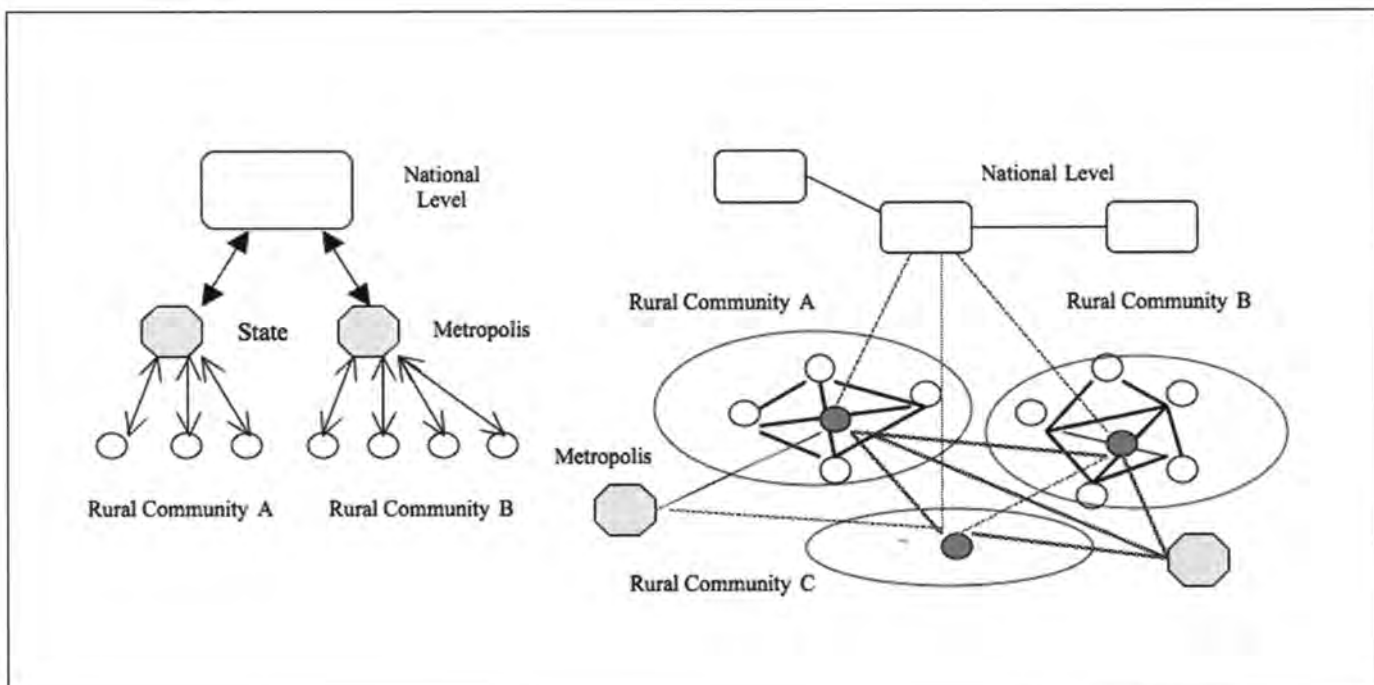 National
Level
State
Metropolis
Rural Community A
Rural Community B
National Level
Rural Community A
Rural Community B
Metropolis
Rural Community C